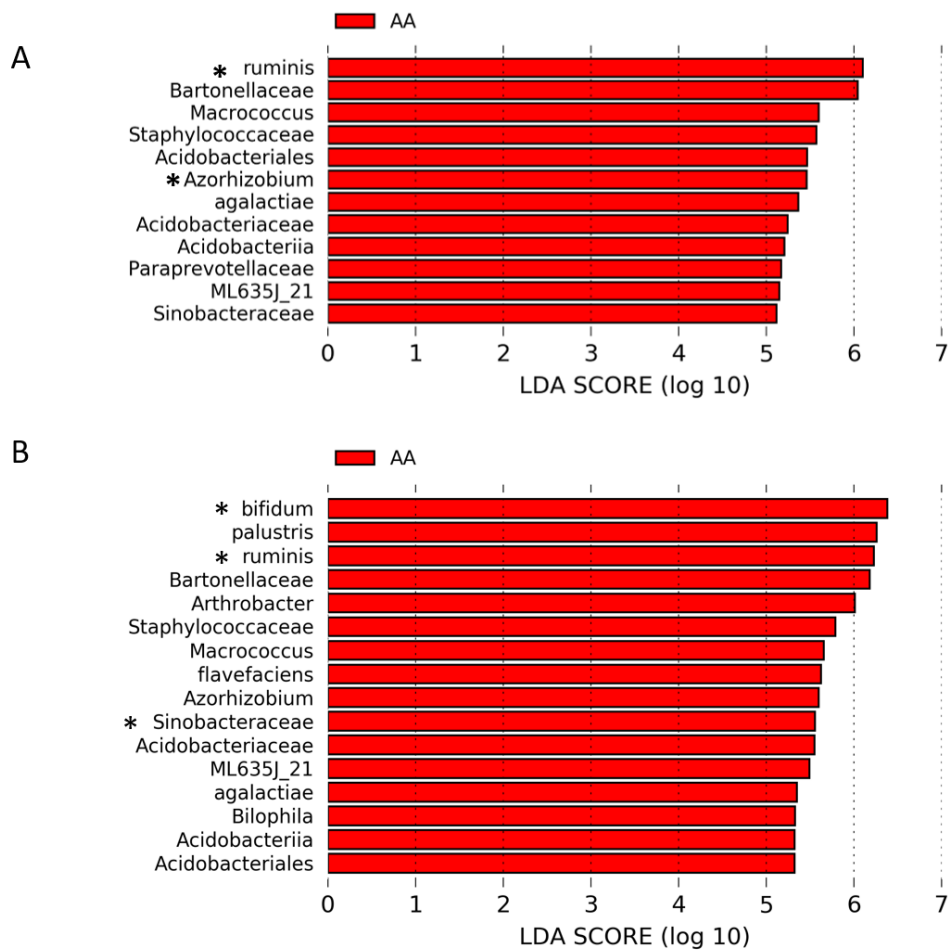 A
AA
* ruminis
Bartonellaceae
Macrococcus
Staphylococcaceae
Acidobacteriales
* Azorhizobium
agalactiae
Acidobacteriaceae
Acidobacteriia
Paraprevotellaceae
ML635J_21
Sinobacteraceae
0 1 2 3 4 5 6 7
LDA SCORE (log 10)
B
AA
* bifidum
palustris
* ruminis
Bartonellaceae
Arthrobacter
Staphylococcaceae
Macrococcus
flavefaciens
Azorhizobium
* Sinobacteraceae
Acidobacteriaceae
ML635J_21
agalactiae
Bilophila
Acidobacteriia
Acidobacteriales
0 1 2 3 4 5 6 7
LDA SCORE (log 10)